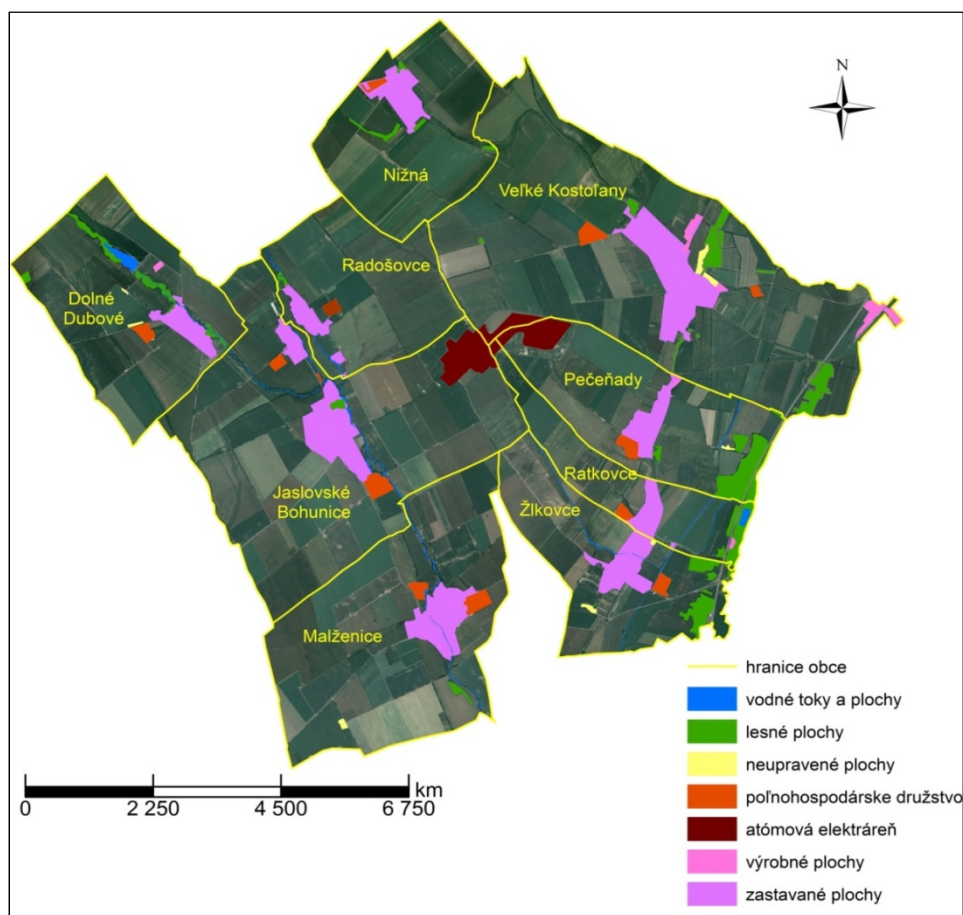 N
Nižná
Veľké Kostoľany
Radošovce
Dolné
Dubové
Pečeňady
Ratkovce
Žlkovce
Jaslovské
Bohunice
Malženice
hranice obce
vodné toky a plochy
lesné plochy
neupravené plochy
poľnohospodárske družstvo
atómová elektráreň
výrobné plochy
zastavané plochy
km
0 2 250 4 500 6 750